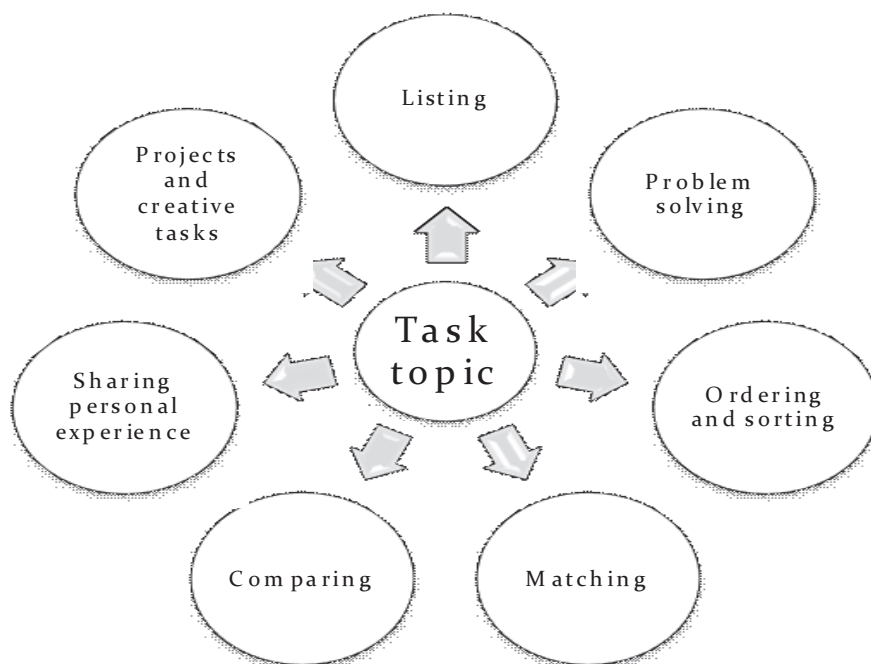 Listing
Projects
and
creative
tasks
Problem
solving
Task
topic
Sharing
personal
experience
Ordering
and sorting
Comparing
Matching